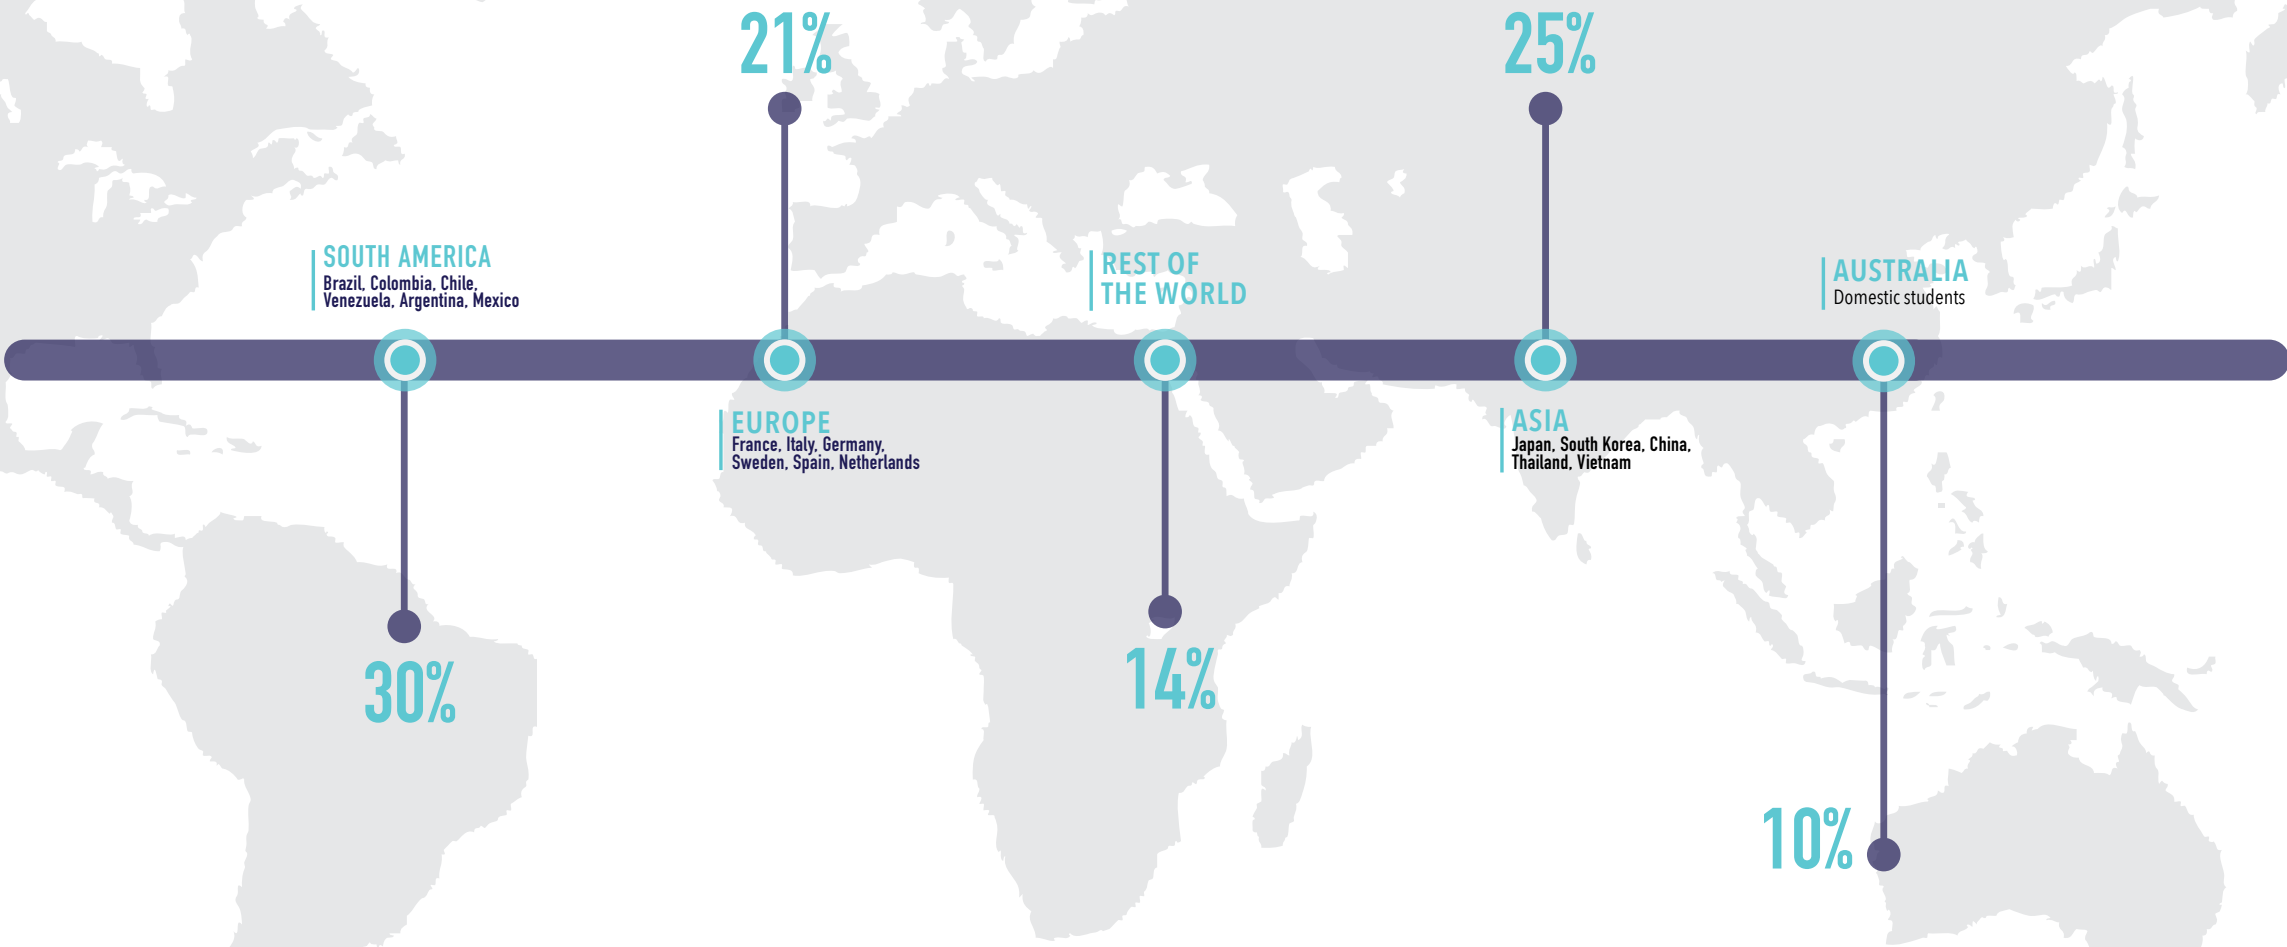 21%
25%
SOUTH AMERICA
Brazil, Colombia, Chile,
Venezuela, Argentina, Mexico
REST OF
THE WORLD
AUSTRALIA
Domestic students
EUROPE
France, Italy, Germany,
Sweden, Spain, Netherlands
ASIA
Japan, South Korea, China,
Thailand, Vietnam
30%
14%
10%